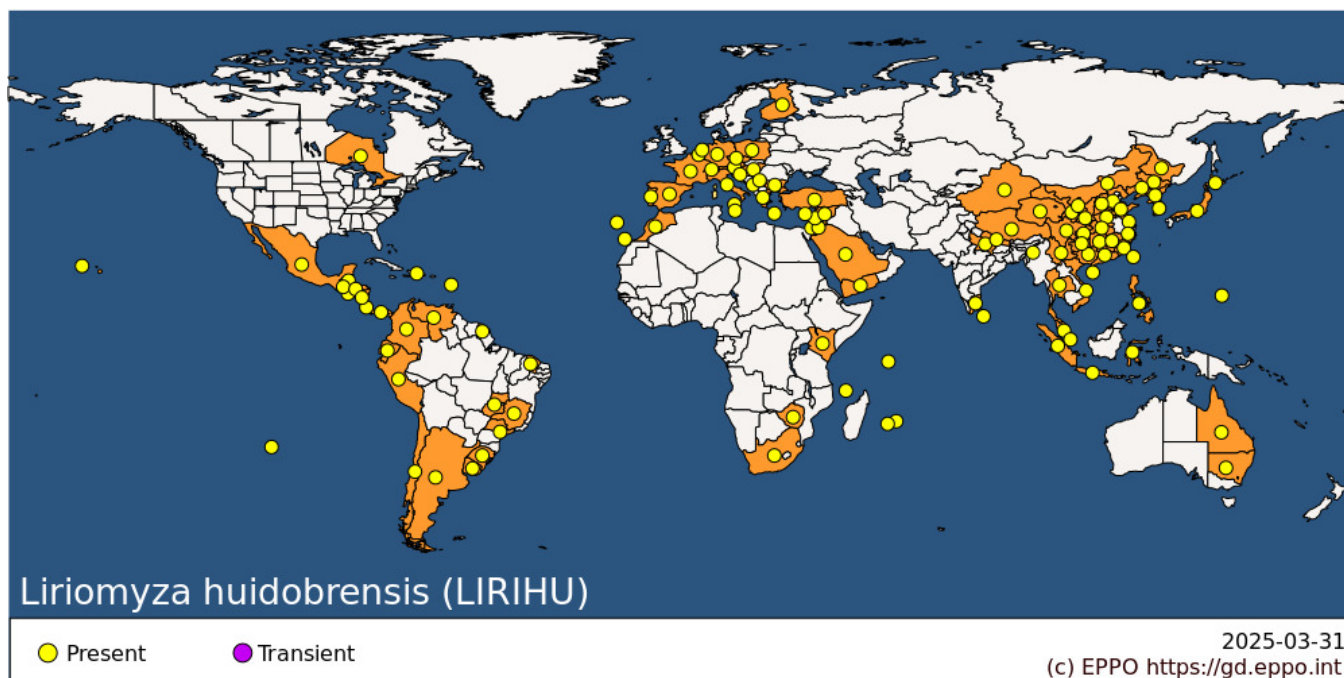 Liriomyza huidobrensis (LIRIHU)
Present
Transient
2025-03-31
(c) EPPO https://gd.eppo.int